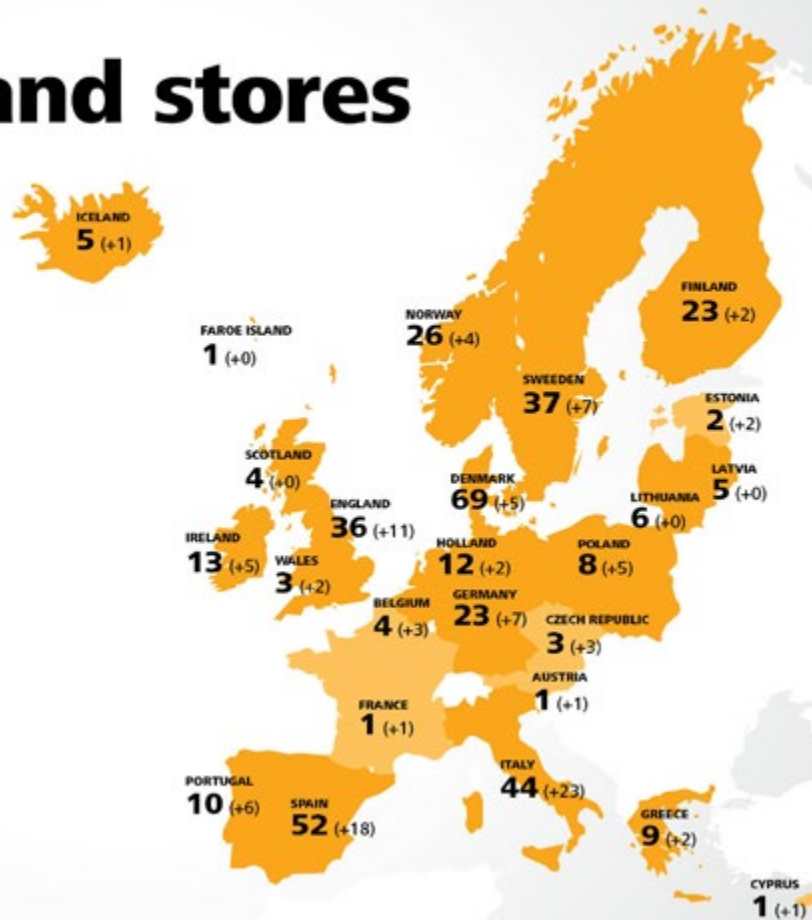 and stores
ICELAND
5 (+1)
FAROE ISLAND
1 (+0)
NORWAY
26 (+4)
FINLAND
23 (+2)
SWEDEN
37 (+7)
ESTONIA
2 (+2)
SCOTLAND
4 (+0)
DENMARK
69 (+5)
LATVIA
5 (+0)
LITHUANIA
6 (+0)
ENGLAND
36 (+11)
IRELAND
13 (+5)
WALES
3 (+2)
HOLLAND
12 (+2)
POLAND
8 (+5)
BELGIUM
4 (+3)
GERMANY
23 (+7)
CZECH REPUBLIC
3 (+3)
AUSTRIA
1 (+1)
FRANCE
1 (+1)
ITALY
44 (+23)
PORTUGAL
10 (+6)
SPAIN
52 (+18)
GREECE
9 (+2)
CYPRUS
1 (+1)